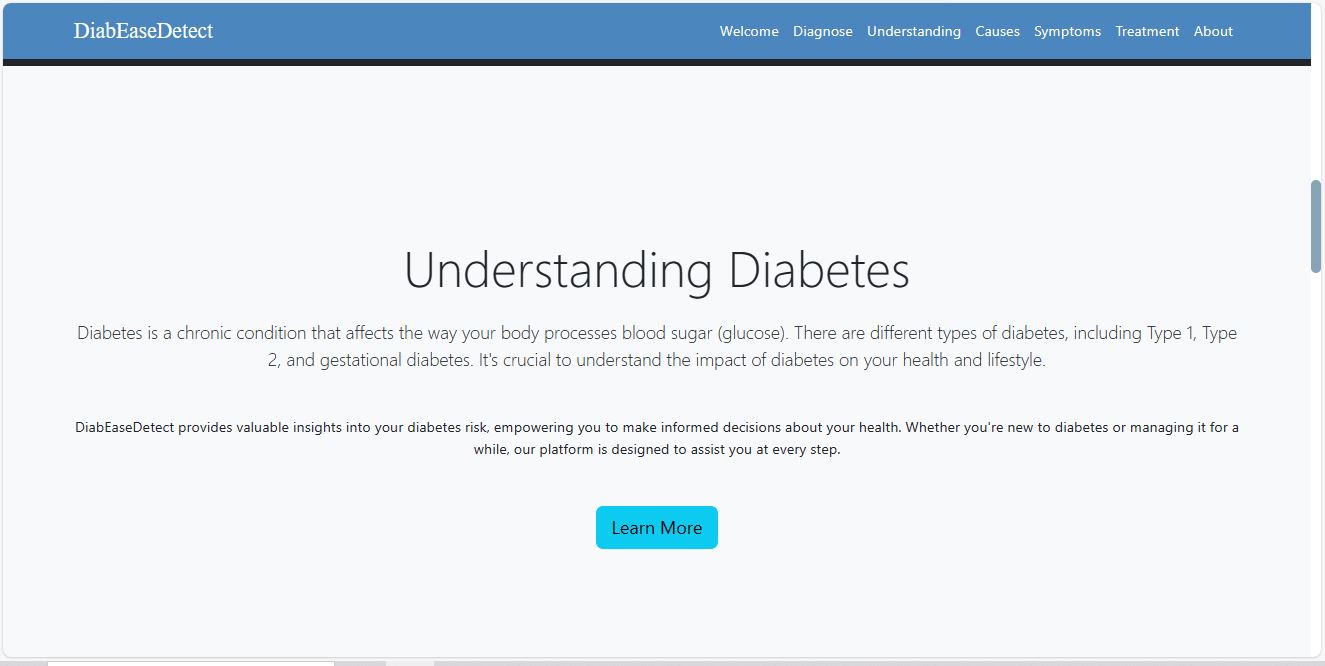 DiabEaseDetect
Welcome Diagnose Understanding Causes Symptoms Treatment About
Understanding Diabetes
Diabetes is a chronic condition that affects the way your body processes blood sugar (glucose). There are different types of diabetes, including Type 1, Type
2, and gestational diabetes. It's crucial to understand the impact of diabetes on your health and lifestyle.
DiabEaseDetect provides valuable insights into your diabetes risk, empowering you to make informed decisions about your health. Whether you're new to diabetes or managing it for a
while, our platform is designed to assist you at every step.
Learn More